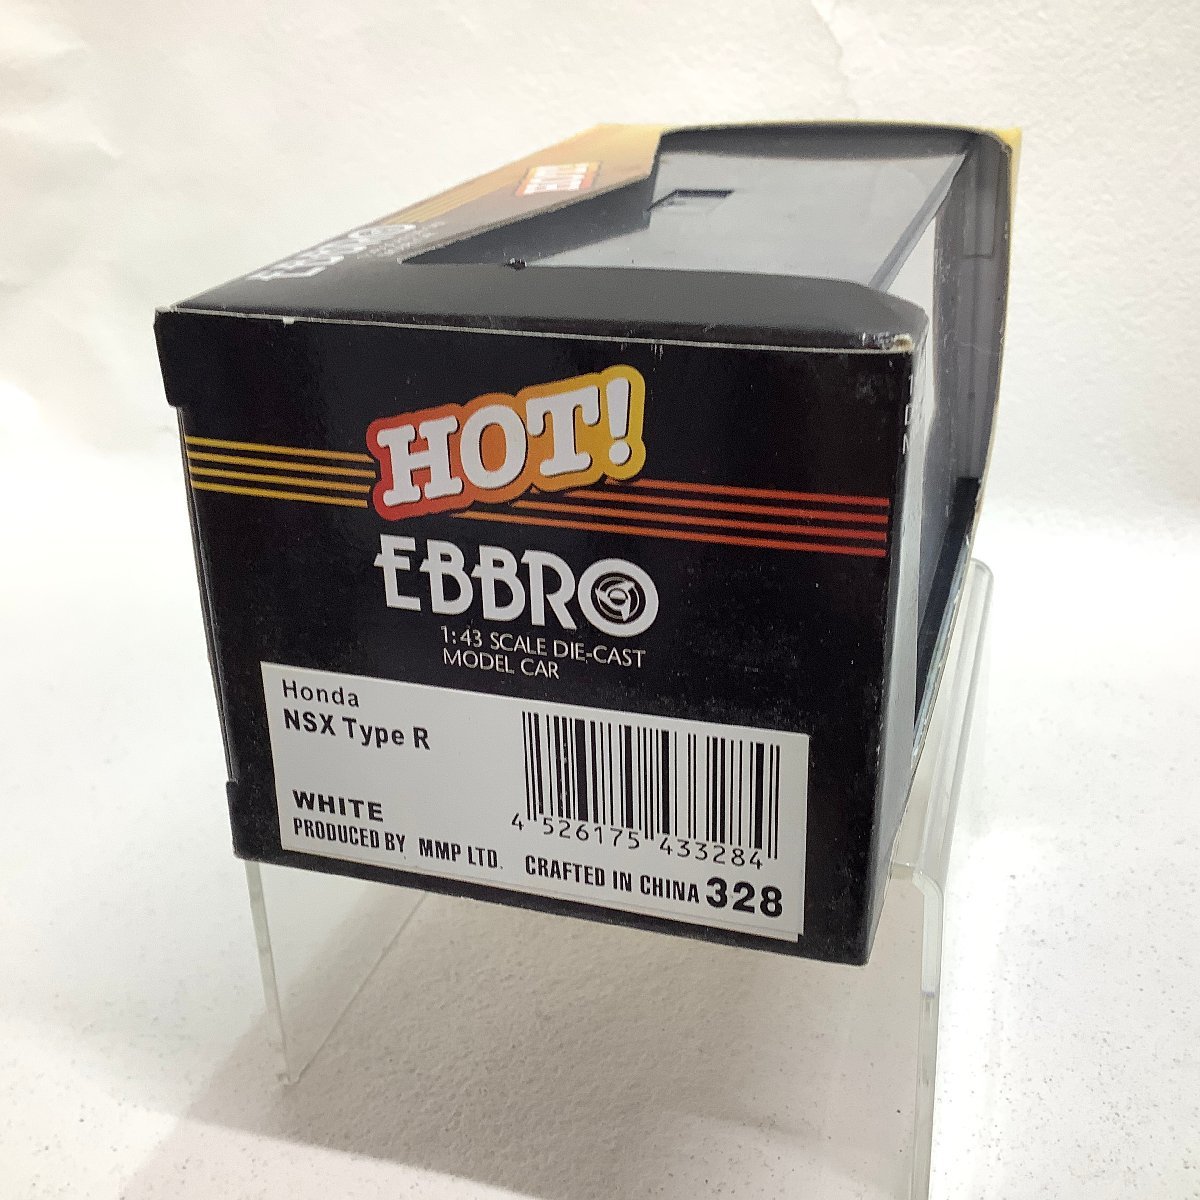 EBBRO
HOT!
EBBRO
1:43 SCALE DIE-CAST
MODEL CAR
Honda
NSX Type R
WHITE
4 526175 433284
PRODUCED BY MMP LTD. CRAFTED IN CHINA 328